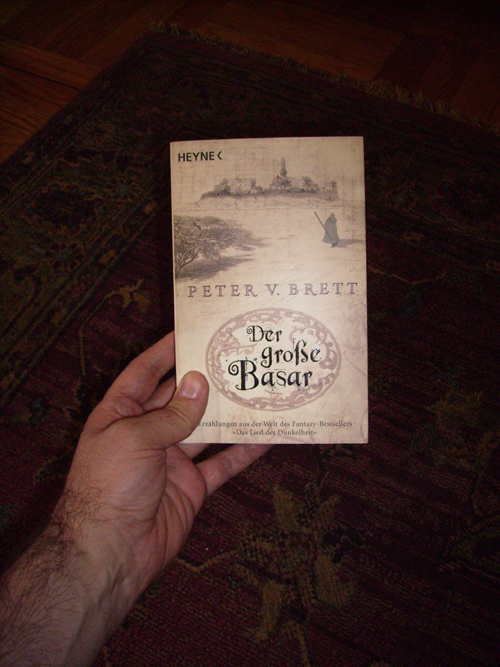 HEYNE<
PETER V. BRETT
Der
große
Basar
Erzählungen aus der Welt des Fantasy-Bestsellers
»Das Lied der Dunkelheit«